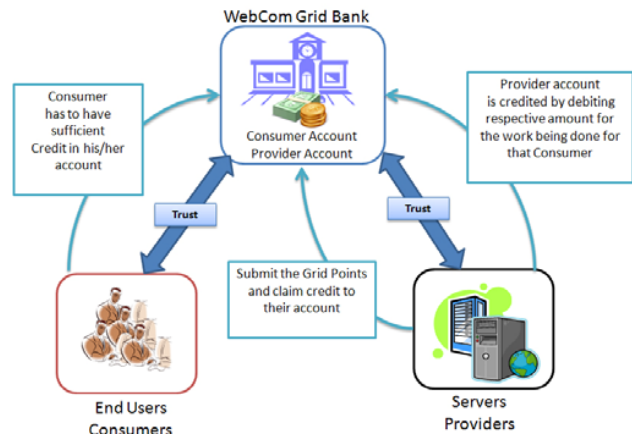 WebCom Grid Bank
Consumer
has to have
sufficient
Credit in his/her
account
Provider account
is credited by debiting
respective amount for
the work being done for
that Consumer
Consumer Account
Provider Account
Trust
Trust
Submit the Grid Points
and claim credit to
their account
End Users
Consumers
Servers
Providers